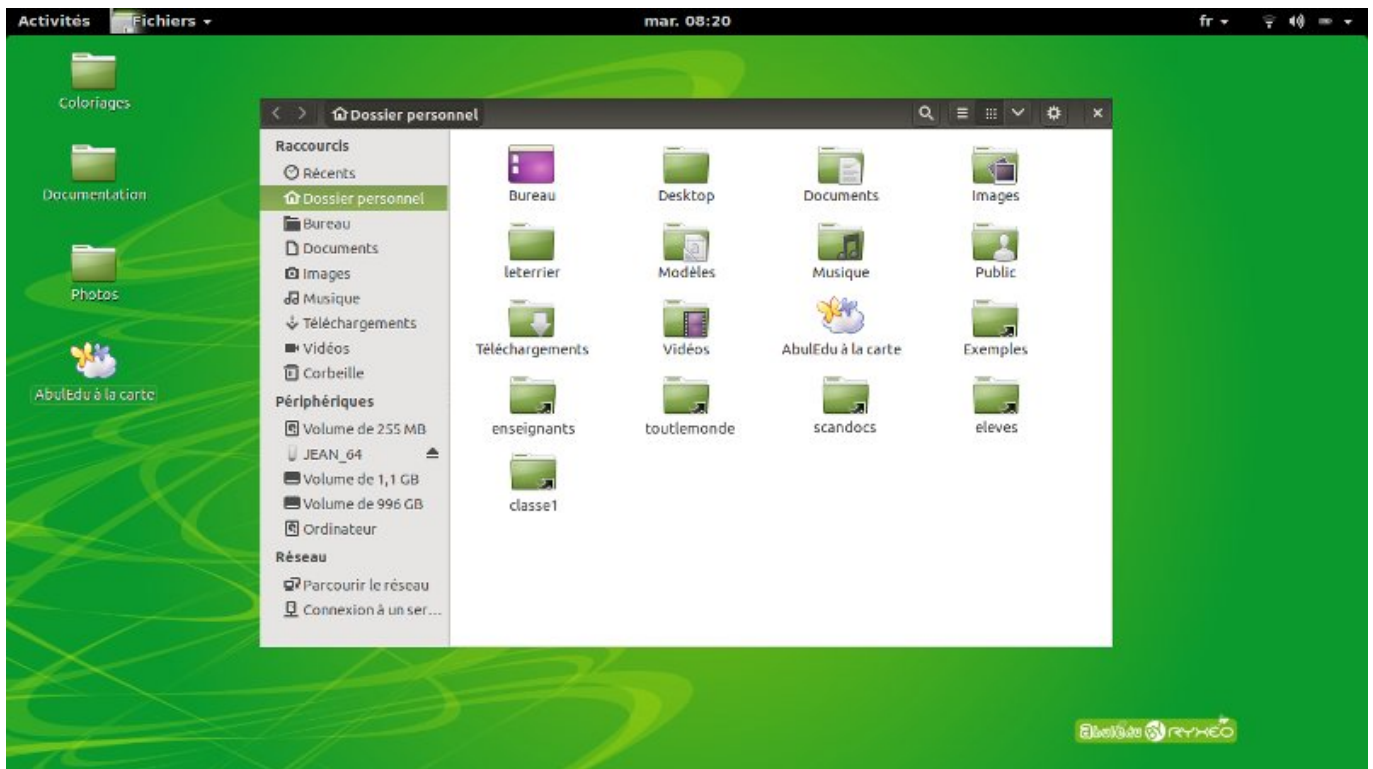 Activités Fichiers mar. 08:20 fr
Coloriages
Documentation
Photos
AbulEdu à la carte
Dossier personnel
Raccourcis
Récents
Dossier personnel
Bureau
Documents
Images
Musique
Téléchargements
Vidéos
Corbeille
Périphériques
Volume de 255 MB
JEAN_64
Volume de 1,1 GB
Volume de 996 GB
Ordinateur
Réseau
Parcourir le réseau
Connexion à un ser...
Bureau Desktop Documents Images
leterrier Modèles Musique Public
Téléchargements Vidéos AbulEdu à la carte Exemples
enseignants toutlemonde scandocs eleves
classe1
AbulÉdu RYXÉO